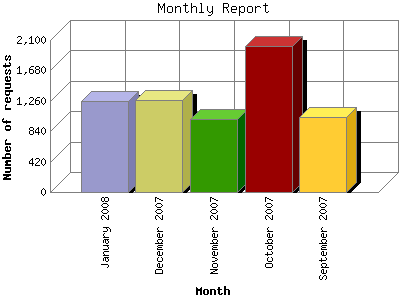 Monthly Report
Number of requests
2,100
1,680
1,260
840
420
0
January 2008
December 2007
November 2007
October 2007
September 2007
Month